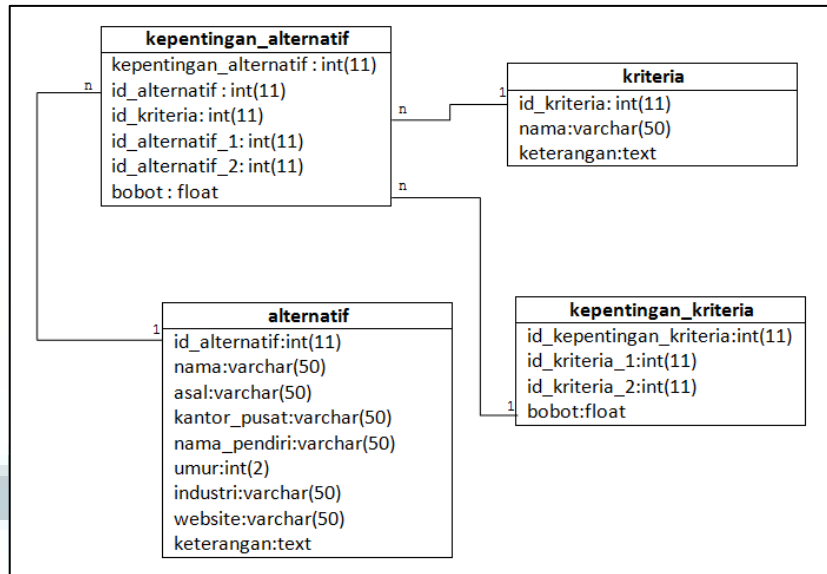 kepentingan_alternatif
kepentingan_alternatif : int(11)
id_alternatif : int(11)
id_kriteria: int(11)
id_alternatif_1: int(11)
id_alternatif_2: int(11)
bobot : float
n
n
n
kriteria
1
id_kriteria: int(11)
nama:varchar(50)
keterangan:text
alternatif
1
id_alternatif:int(11)
nama:varchar(50)
asal:varchar(50)
kantor_pusat:varchar(50)
nama_pendiri:varchar(50)
umur:int(2)
industri:varchar(50)
website:varchar(50)
keterangan:text
kepentingan_kriteria
id_kepentingan_kriteria:int(11)
id_kriteria_1:int(11)
id_kriteria_2:int(11)
1
bobot:float